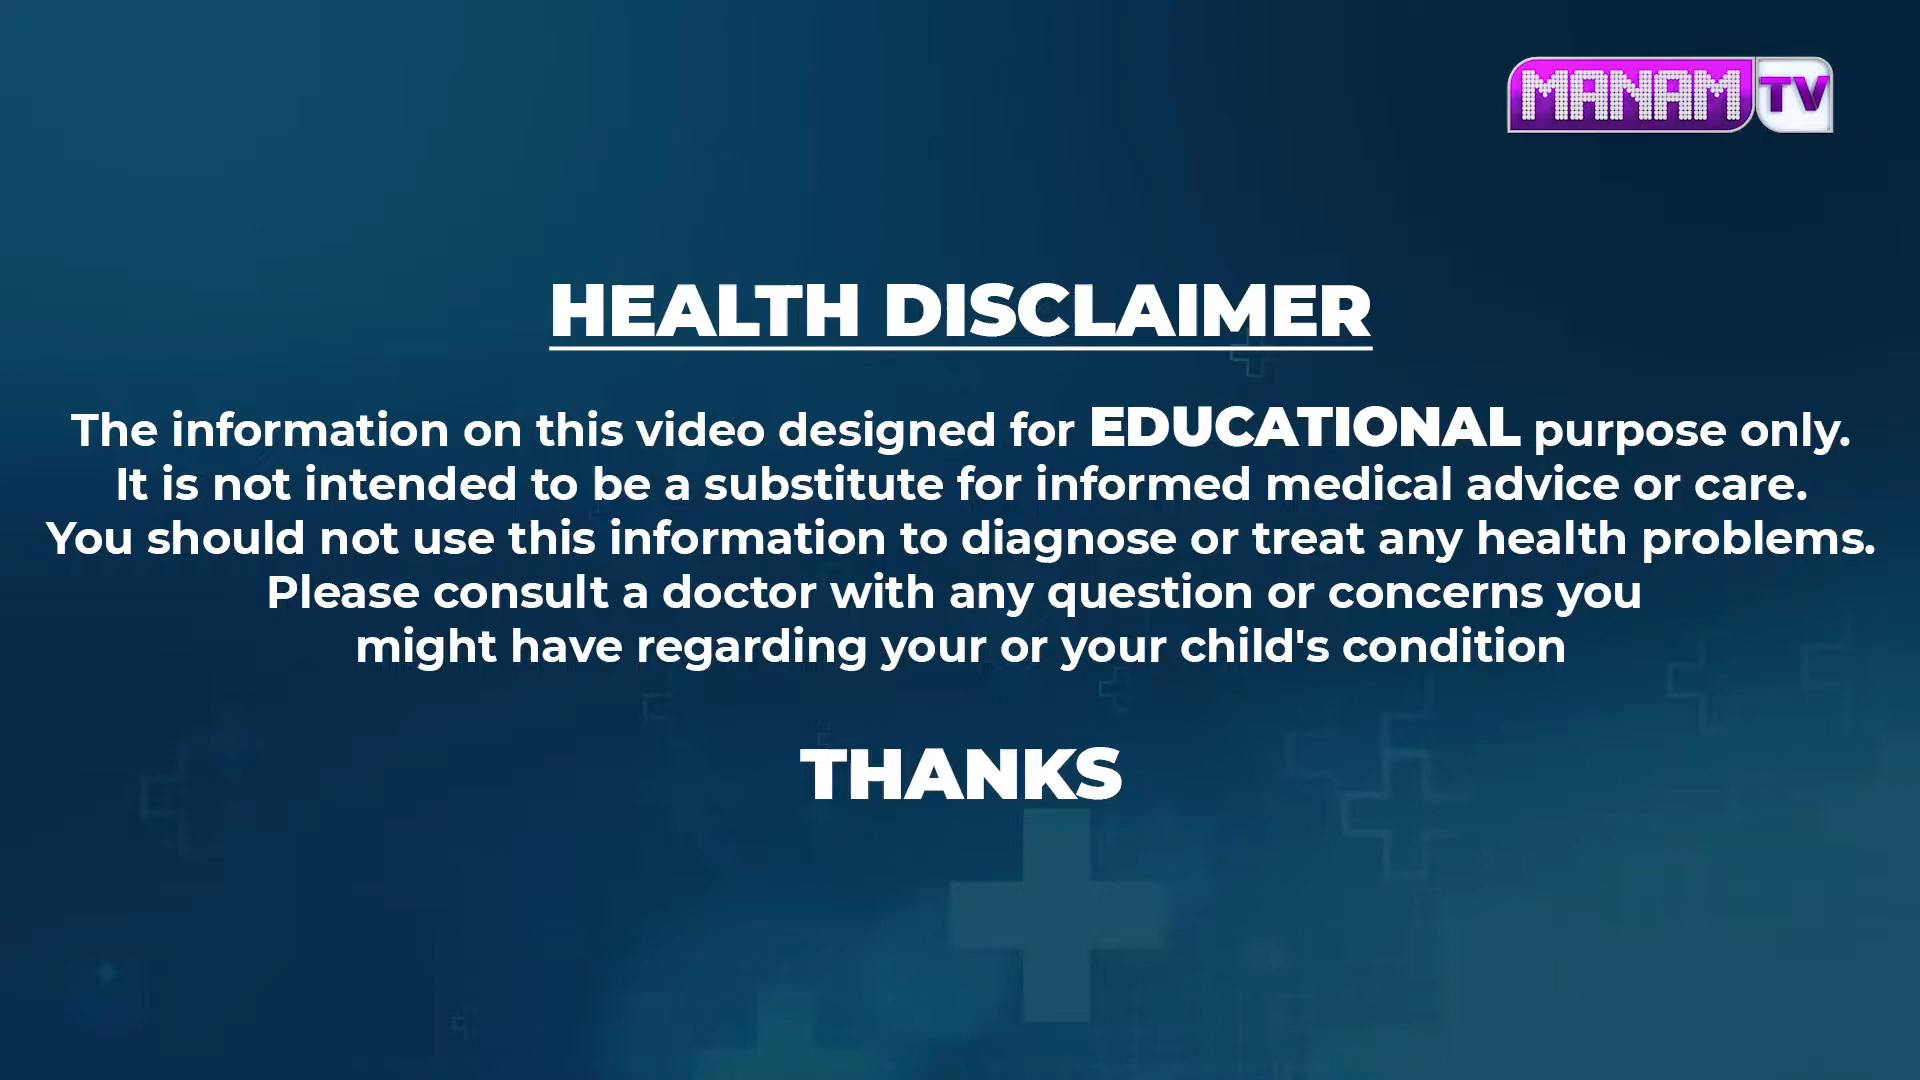 MANAM TV
HEALTH DISCLAIMER
The information on this video designed for EDUCATIONAL purpose only.
It is not intended to be a substitute for informed medical advice or care.
You should not use this information to diagnose or treat any health problems.
Please consult a doctor with any question or concerns you
might have regarding your or your child's condition
THANKS